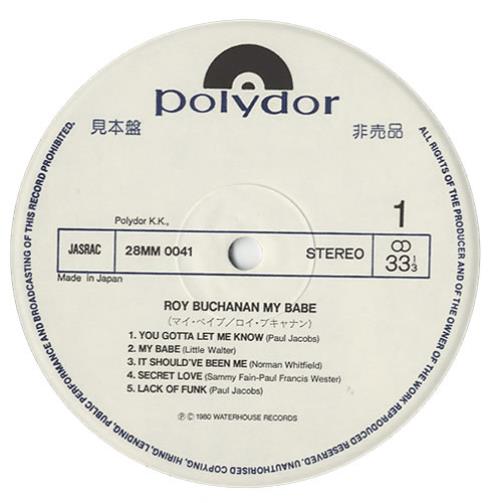 polydor
見本盤
非売品
Polydor K.K.,
1
JASRAC
28MM 0041
STEREO
33 1/3
Made in Japan
ROY BUCHANAN MY BABE
(マイ・ベイブ/ロイ・ブキャナン)
1. YOU GOTTA LET ME KNOW (Paul Jacobs)
2. MY BABE (Little Walter)
3. IT SHOULD'VE BEEN ME (Norman Whitfield)
4. SECRET LOVE (Sammy Fain-Paul Francis Wester)
5. LACK OF FUNK (Paul Jacobs)
Ⓟ © 1980 WATERHOUSE RECORDS
ALL RIGHTS OF THE PRODUCER AND OF THE OWNER OF THE WORK REPRODUCED RESERVED. UNAUTHORISED COPYING, HIRING, LENDING, PUBLIC PERFORMANCE AND BROADCASTING OF THIS RECORD PROHIBITED.